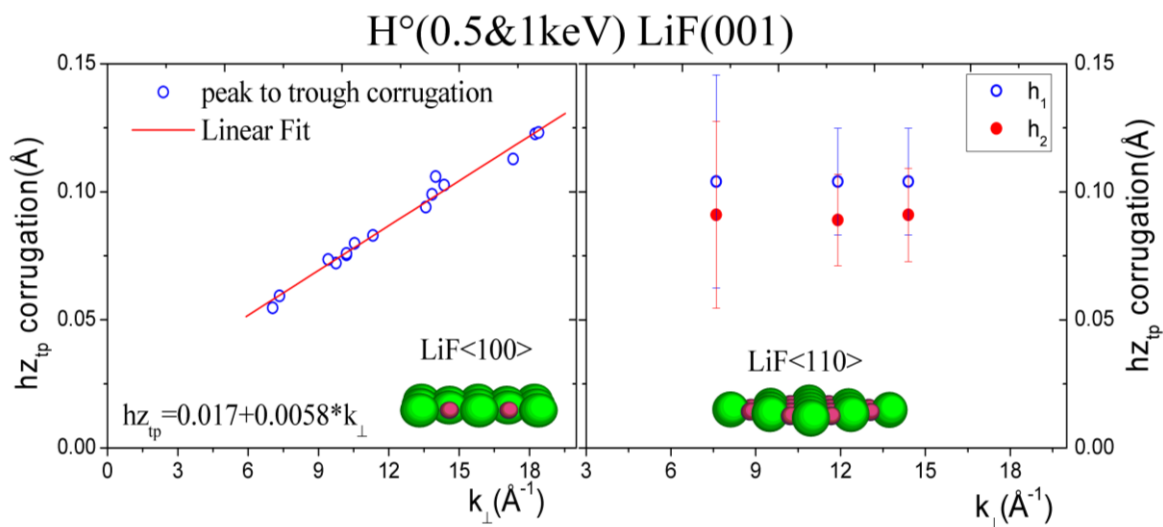 H°(0.5&1keV) LiF(001)
hz_tp corrugation(Å)
0.15
0.10
0.05
0.00
peak to trough corrugation
Linear Fit
LiF<100>
hz_tp=0.017+0.0058*k_⊥
0 3 6 9 12 15 18
k_⊥(Å⁻¹)
h₁
h₂
LiF<110>
3 6 9 12 15 18
k_⊥(Å⁻¹)
0.15
0.10
0.05
0.00
hz_tp corrugation(Å)